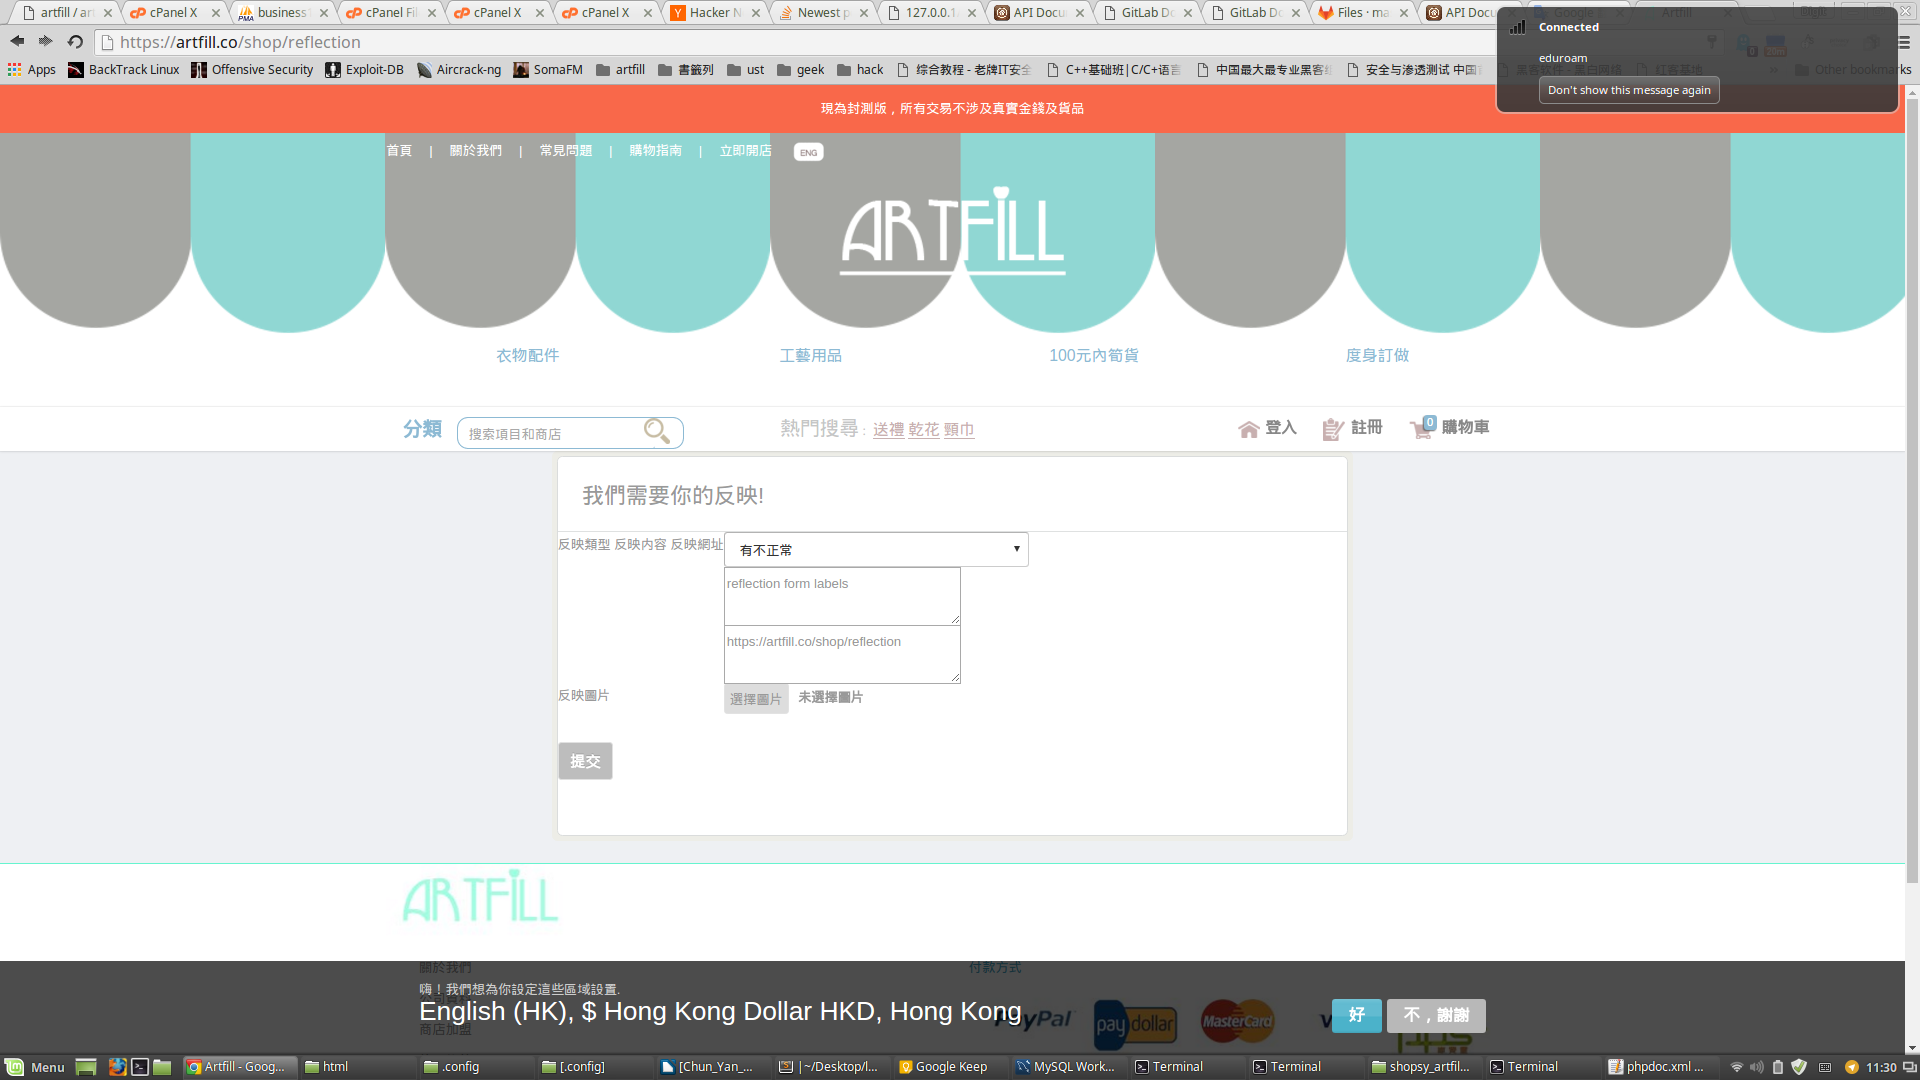 artfill / ar
cPanel X
business
cPanel Fi
cPanel X
cPanel X
Hacker N
Newest p
127.0.0.1
API Docu
GitLab Do
GitLab Do
Files · ma
API Docu
https://artfill.co/shop/reflection
Connected
eduroam
Don't show this message again
Apps
BackTrack Linux
Offensive Security
Exploit-DB
Aircrack-ng
SomaFM
artfill
書籤列
ust
geek
hack
综合教程 - 老牌IT安全
C++基础班|C/C+语言
中国最大最专业黑客
安全与渗透测试 中国
Other bookmarks
現為封測版，所有交易不涉及真實金錢及貨品
首頁 | 關於我們 | 常見問題 | 購物指南 | 立即開店 ENG
ARTFILL
衣物配件
工藝用品
100元內筍貨
度身訂做
分類
搜索項目和商店
熱門搜尋 : 送禮 乾花 頸巾
登入
註冊
0 購物車
我們需要你的反映!
反映類型 反映內容 反映網址
有不正常
reflection form labels
https://artfill.co/shop/reflection
反映圖片
選擇圖片 未選擇圖片
提交
ARTFILL
關於我們
付款方式
嗨！我們想為你設定這些區域設置.
English (HK), $ Hong Kong Dollar HKD, Hong Kong
商店加盟
PayPal
paydollar
MasterCard
好
不，謝謝
Menu
Artfill - Goog...
html
.config
[.config]
[Chun_Yan_...
|~/Desktop/l...
Google Keep
MySQL Work...
Terminal
Terminal
shopsy_artfil...
Terminal
phpdoc.xml ...
11:30